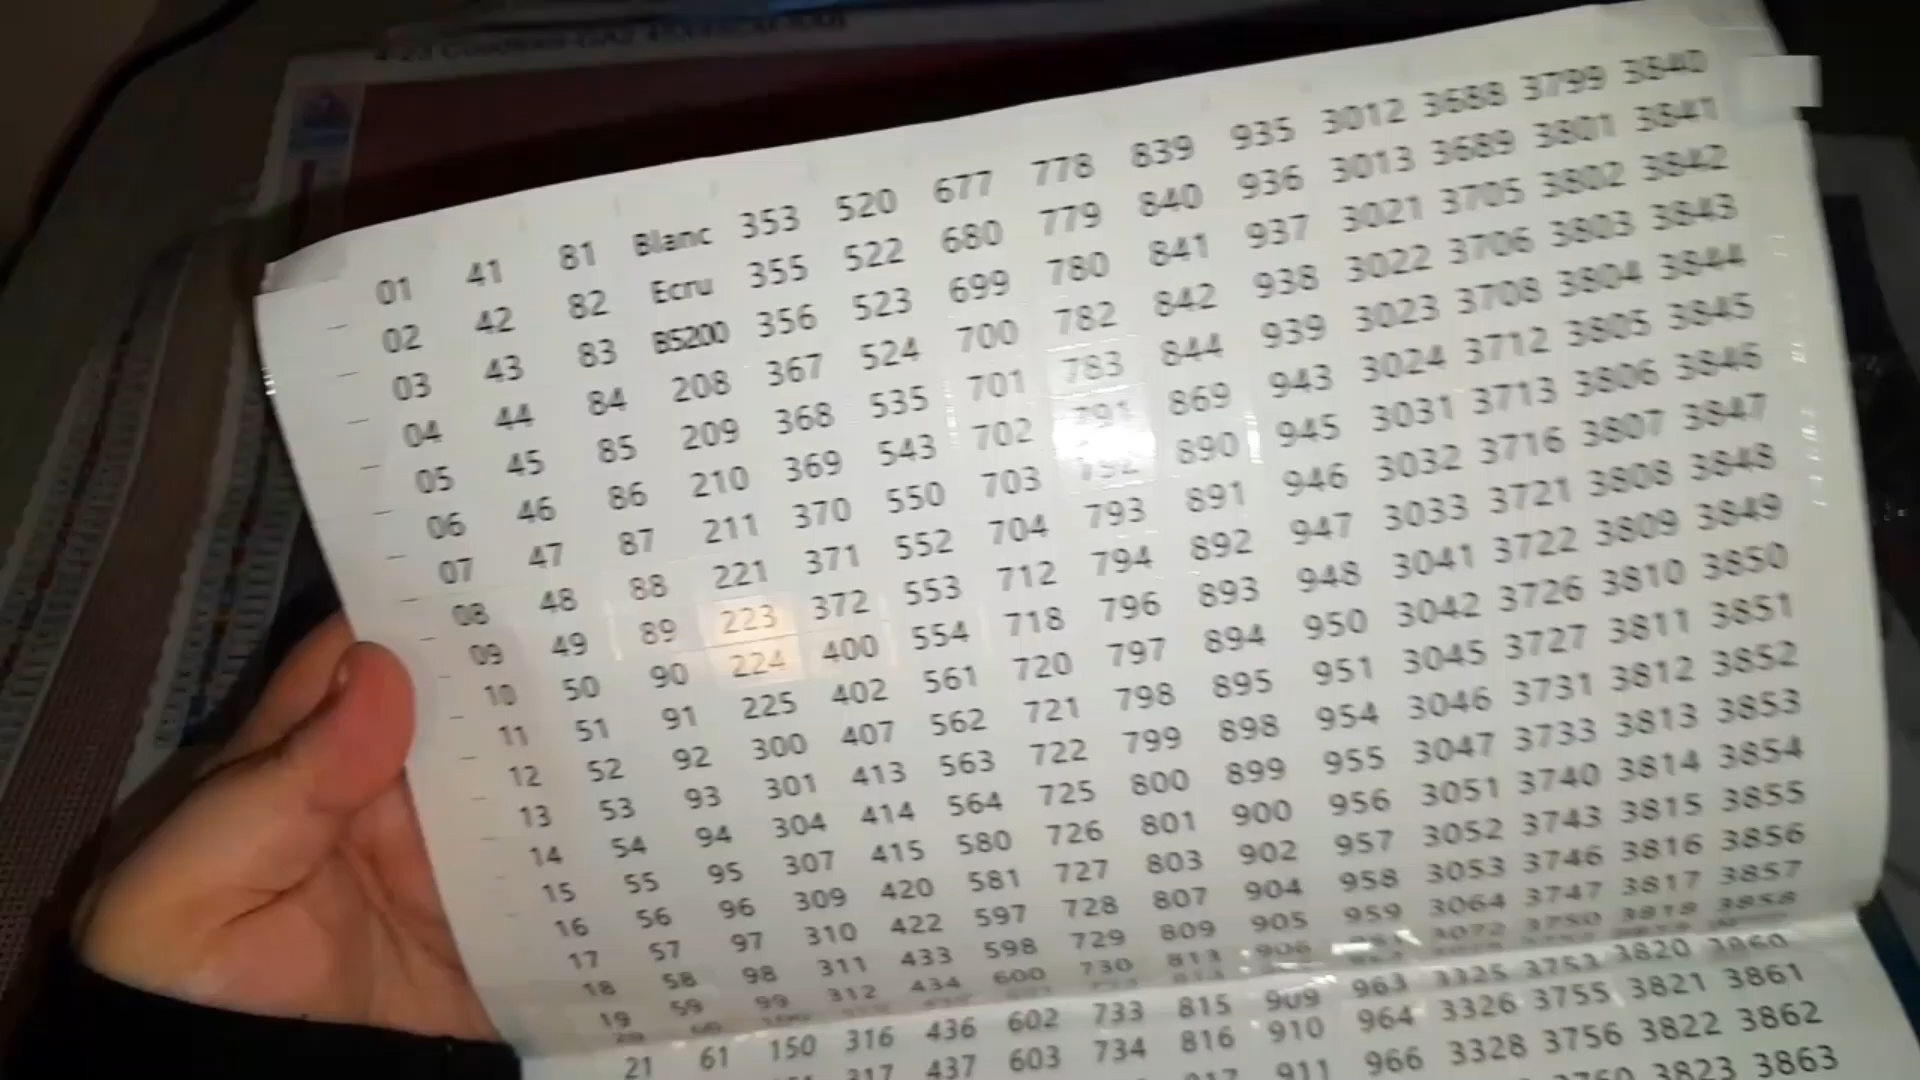 01 41 81 Blanc 353 520 677 778 839 935 3012 3688 3799 3840
02 42 82 Ecru 355 522 680 779 840 936 3013 3689 3801 3841
03 43 83 B5200 356 523 699 780 841 937 3021 3705 3802 3842
04 44 84 208 367 524 700 782 842 938 3022 3706 3803 3843
05 45 85 209 368 535 701 783 844 939 3023 3708 3804 3844
06 46 86 210 369 543 702 791 869 943 3024 3712 3805 3845
07 47 87 211 370 550 703 792 890 945 3031 3713 3806 3846
08 48 88 221 371 552 704 793 891 946 3032 3716 3807 3847
09 49 89 223 372 553 712 794 892 947 3033 3721 3808 3848
10 50 90 224 400 554 718 796 893 948 3041 3722 3809 3849
11 51 91 225 402 561 720 797 894 950 3042 3726 3810 3850
12 52 92 300 407 562 721 798 895 951 3045 3727 3811 3851
13 53 93 301 413 563 722 799 898 954 3046 3731 3812 3852
14 54 94 304 414 564 725 800 899 955 3047 3733 3813 3853
15 55 95 307 415 580 726 801 900 956 3051 3740 3814 3854
16 56 96 309 420 581 727 803 902 957 3052 3743 3815 3855
17 57 97 310 422 597 728 807 904 958 3053 3746 3816 3856
18 58 98 311 433 598 729 809 905 959 3064 3747 3817 3857
19 59 99 312 434 600 730 813 906 3072 3750 3818 3858
21 61 150 316 436 602 733 815 909 963 3325 3753 3820 3860
317 437 603 734 816 910 964 3326 3755 3821 3861
817 911 966 3328 3756 3822 3862
3760 3823 3863